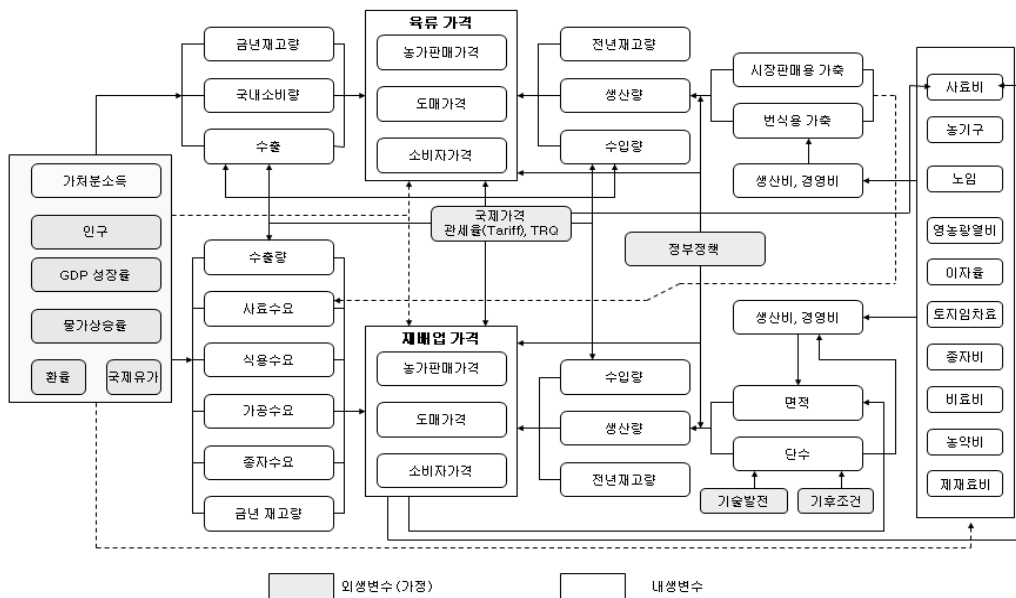 육류 가격
농가판매가격
도매가격
소비자가격
금년재고량
국내소비량
수출
전년재고량
생산량
수입량
시장판매용 가축
번식용 가축
생산비, 경영비
사료비
농기구
노임
영농광열비
이자율
토지임차료
종자비
비료비
농약비
제재료비
가처분소득
인구
GDP 성장률
물가상승률
환율
국제유가
국제가격
관세율(Tariff), TRQ
정부정책
수출량
사료수요
식용수요
가공수요
종자수요
금년 재고량
재배업 가격
농가판매가격
도매가격
소비자가격
수입량
생산량
전년재고량
생산비, 경영비
면적
단수
기술발전
기후조건
외생변수 (가정)
내생변수